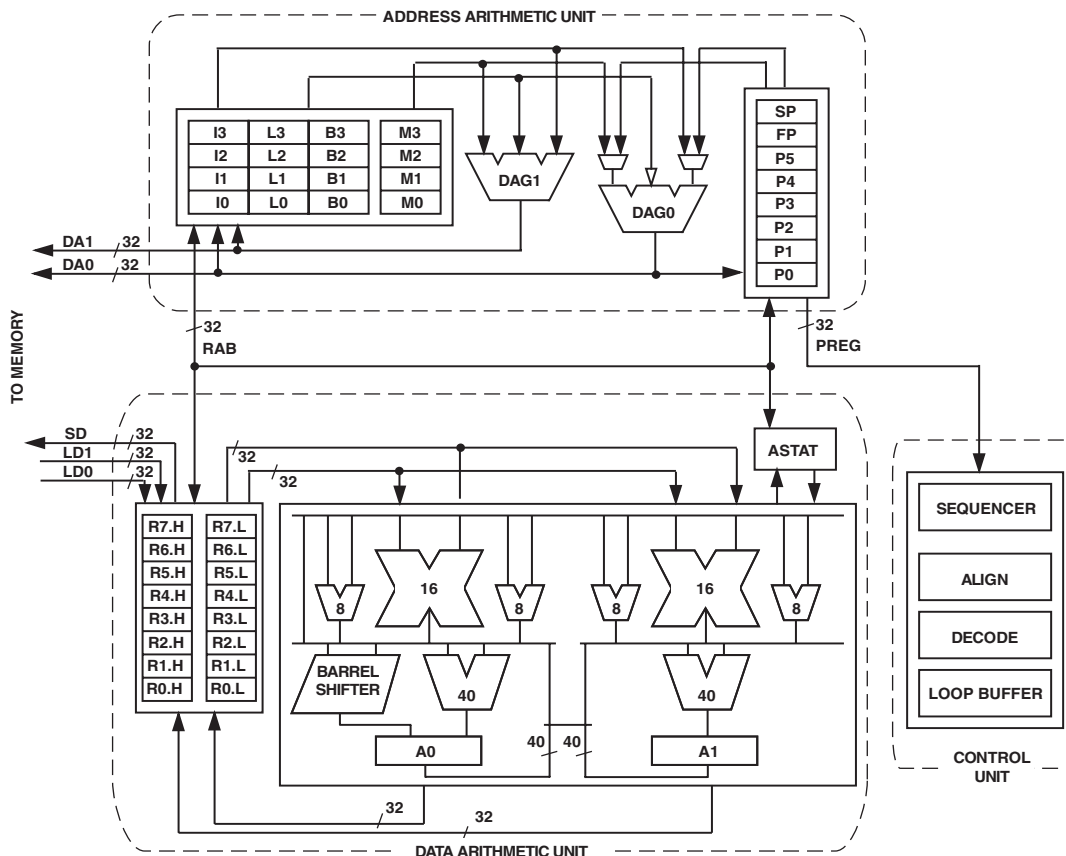 ADDRESS ARITHMETIC UNIT
I3 L3 B3 M3
I2 L2 B2 M2
I1 L1 B1 M1
I0 L0 B0 M0
DAG1
DAG0
SP
FP
P5
P4
P3
P2
P1
P0
DA1 32
DA0 32
TO MEMORY
32
RAB
32
PREG
SD 32
LD1 32
LD0 32
32
32
ASTAT
R7.H R7.L
R6.H R6.L
R5.H R5.L
R4.H R4.L
R3.H R3.L
R2.H R2.L
R1.H R1.L
R0.H R0.L
8 16 8 8 16 8
BARREL
SHIFTER
40
40
A0
40 40
A1
32
32
DATA ARITHMETIC UNIT
SEQUENCER
ALIGN
DECODE
LOOP BUFFER
CONTROL
UNIT